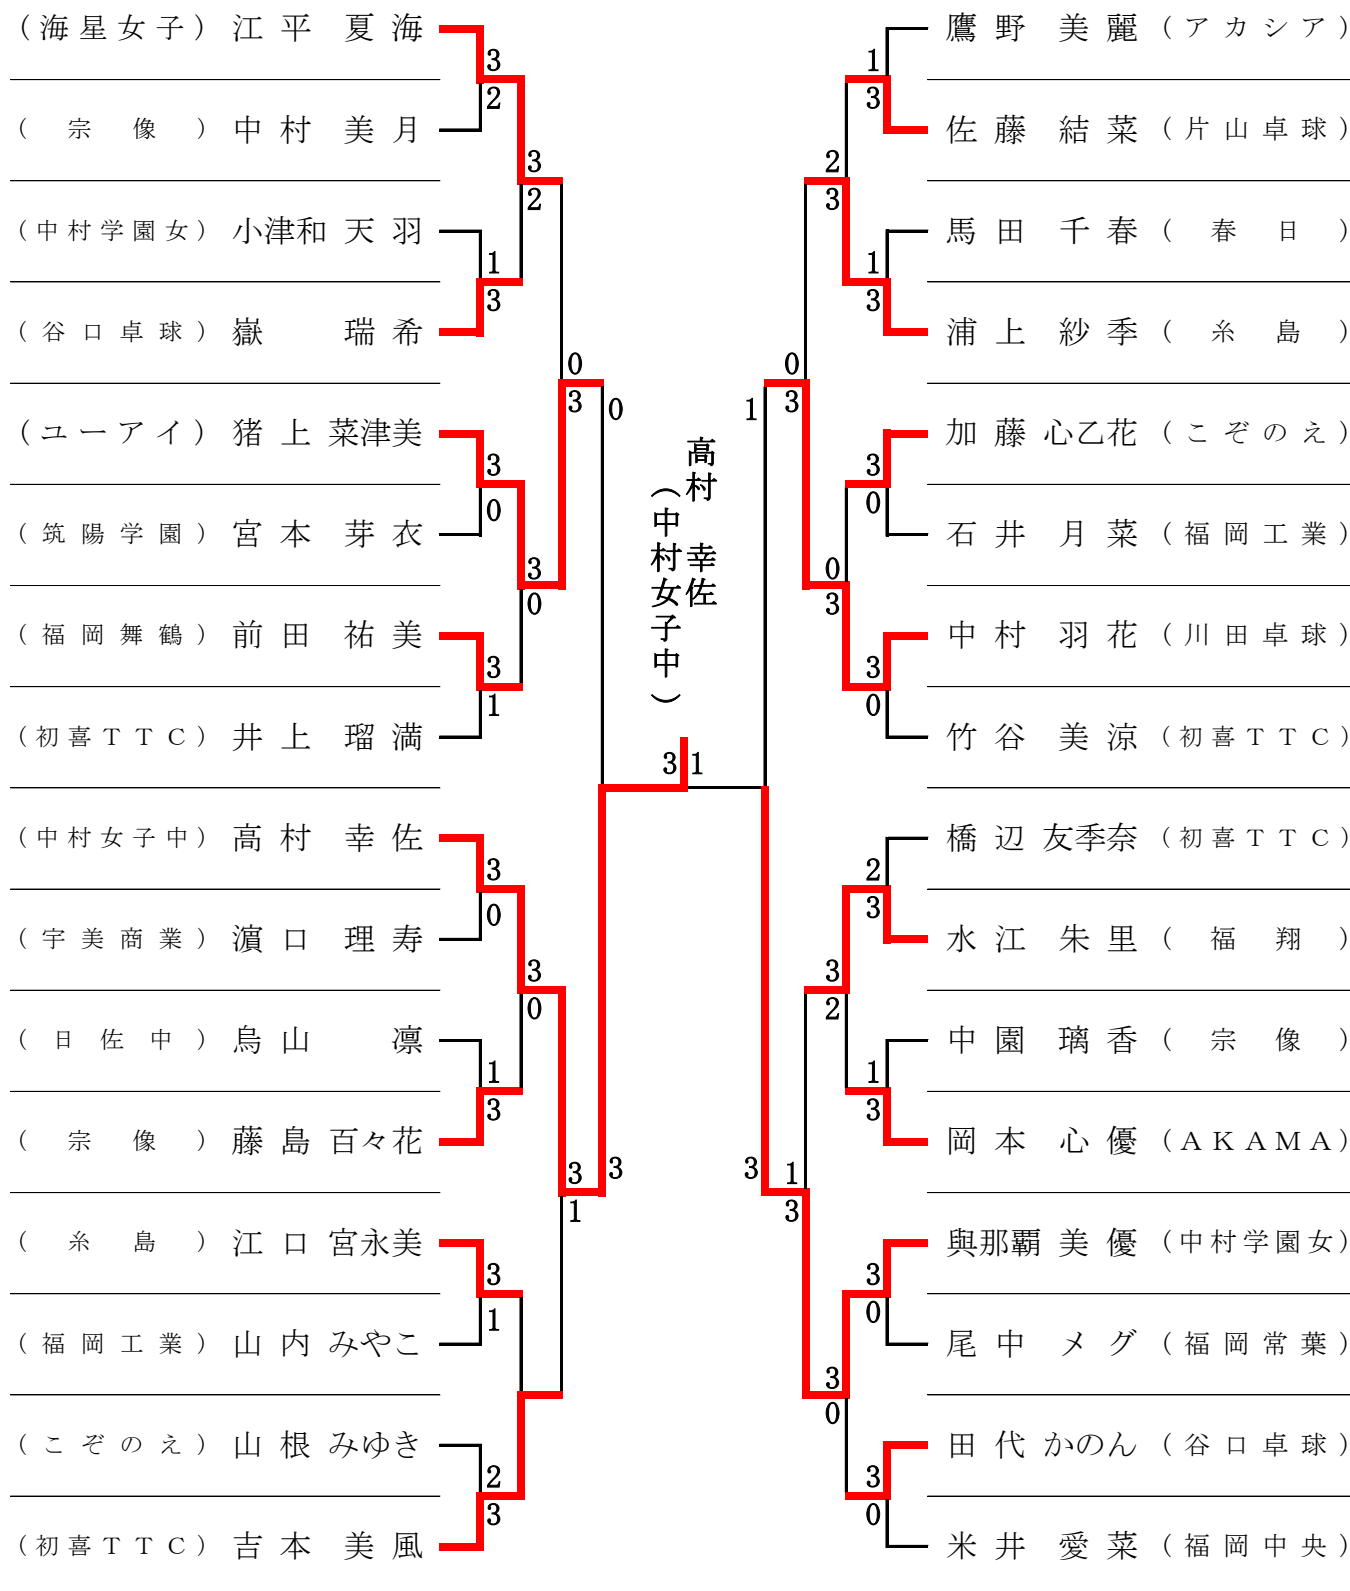 (海星女子) 江平 夏海
3
2
(宗像) 中村 美月
3
2
(中村学園女) 小津和 天羽
1
3
(谷口卓球) 嶽 瑞希
0
3
0
(ユーアイ) 猪上 菜津美
3
0
(筑陽学園) 宮本 芽衣
3
0
(福岡舞鶴) 前田 祐美
3
1
(初喜TTC) 井上 瑠満
(中村女子中) 高村 幸佐
3
0
(宇美商業) 濵口 理寿
3
0
(日佐中) 烏山 凛
1
3
(宗像) 藤島 百々花
3
1
3
(糸島) 江口 宮永美
3
1
(福岡工業) 山内 みやこ
(こぞのえ) 山根 みゆき
2
3
(初喜TTC) 吉本 美風
高村 幸佐
(中村女子中)
3 1
鷹野 美麗 (アカシア)
1
3
佐藤 結菜 (片山卓球)
2
3
馬田 千春 (春日)
1
3
浦上 紗季 (糸島)
0
3
1
加藤 心乙花 (こぞのえ)
3
0
石井 月菜 (福岡工業)
0
3
中村 羽花 (川田卓球)
3
0
竹谷 美涼 (初喜TTC)
橋辺 友季奈 (初喜TTC)
2
3
水江 朱里 (福翔)
3
2
中園 璃香 (宗像)
1
3
岡本 心優 (AKAMA)
3
1
3
與那覇 美優 (中村学園女)
3
0
尾中 メグ (福岡常葉)
3
0
田代 かのん (谷口卓球)
3
0
米井 愛菜 (福岡中央)